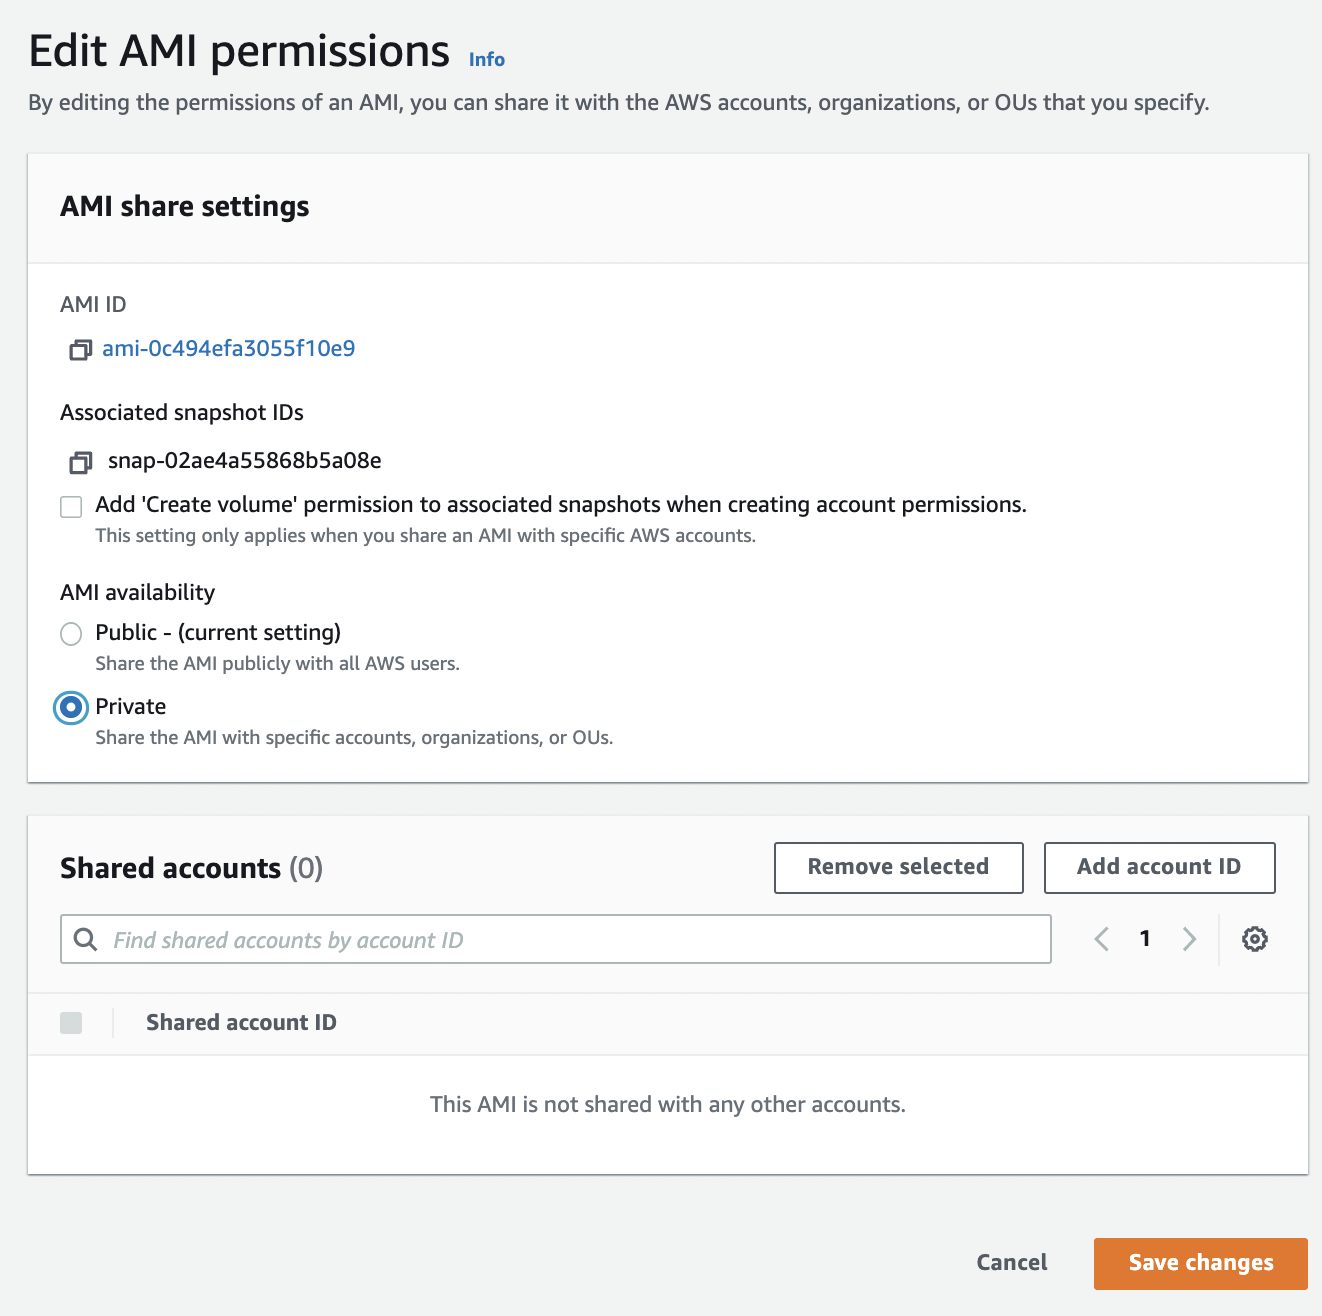 Edit AMI permissions Info
By editing the permissions of an AMI, you can share it with the AWS accounts, organizations, or OUs that you specify.
AMI share settings
AMI ID
ami-0c494efa3055f10e9
Associated snapshot IDs
snap-02ae4a55868b5a08e
Add 'Create volume' permission to associated snapshots when creating account permissions.
This setting only applies when you share an AMI with specific AWS accounts.
AMI availability
Public - (current setting)
Share the AMI publicly with all AWS users.
Private
Share the AMI with specific accounts, organizations, or OUs.
Shared accounts (0) Remove selected Add account ID
Find shared accounts by account ID 1
Shared account ID
This AMI is not shared with any other accounts.
Cancel Save changes